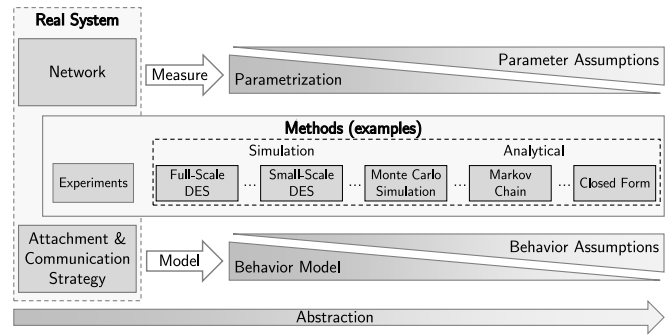 Real System
Network
Measure
Parameter Assumptions
Parametrization
Methods (examples)
Simulation
Analytical
Experiments
Full-Scale
DES
...
Small-Scale
DES
...
Monte Carlo
Simulation
...
Markov
Chain
...
Closed Form
Attachment &
Communication
Strategy
Model
Behavior Assumptions
Behavior Model
Abstraction